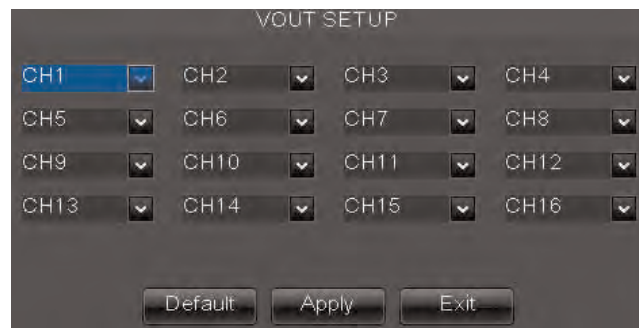 VOUT SETUP
CH1 CH2 CH3 CH4
CH5 CH6 CH7 CH8
CH9 CH10 CH11 CH12
CH13 CH14 CH15 CH16
Default Apply Exit